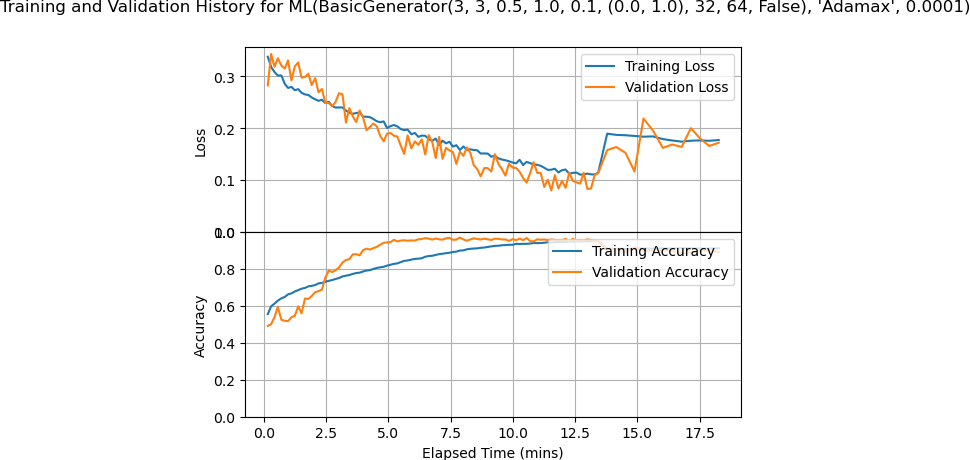 Training and Validation History for ML(BasicGenerator(3, 3, 0.5, 1.0, 0.1, (0.0, 1.0), 32, 64, False), 'Adamax', 0.0001)
Training Loss
Validation Loss
0.3
0.2
0.1
0.0
Loss
Training Accuracy
Validation Accuracy
1.0
0.8
0.6
0.4
0.2
0.0
Accuracy
0.0 2.5 5.0 7.5 10.0 12.5 15.0 17.5
Elapsed Time (mins)